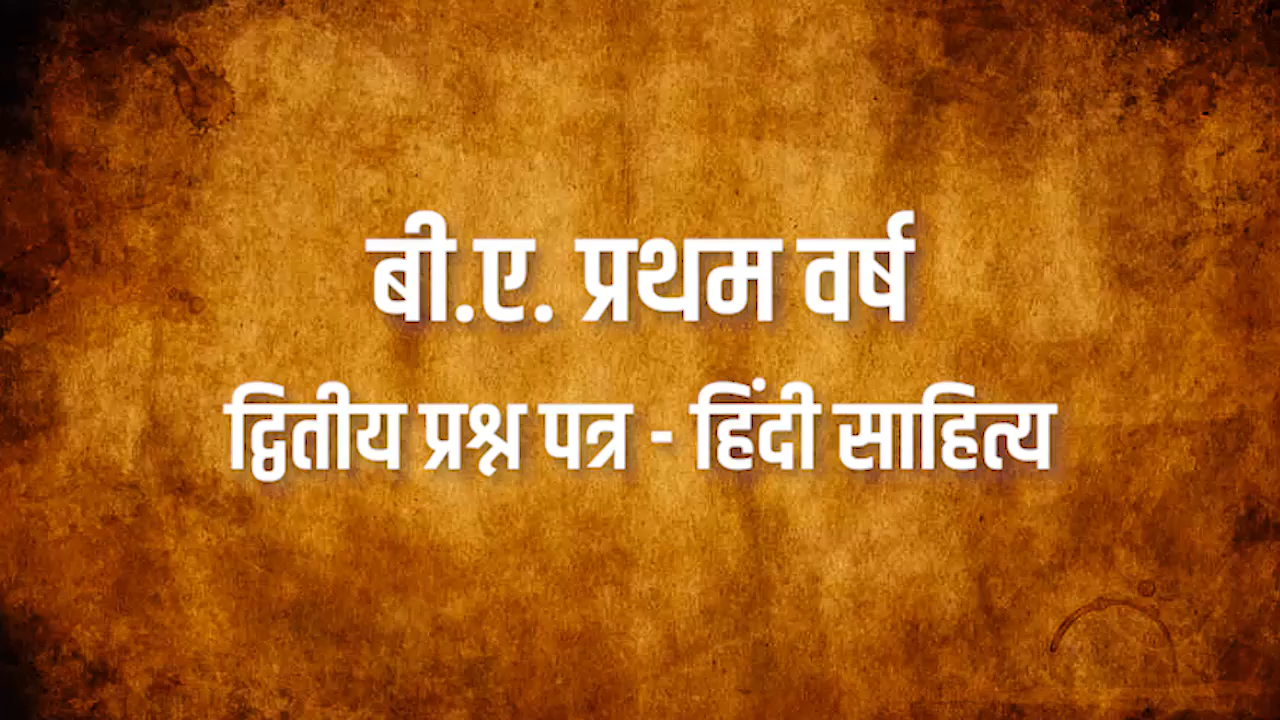 बी.ए. प्रथम वर्ष
द्वितीय प्रश्न पत्र - हिंदी साहित्य